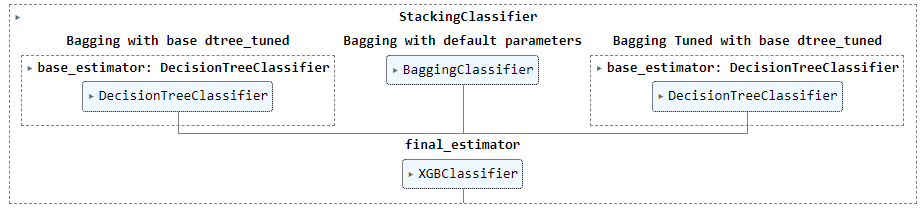 StackingClassifier
Bagging with base dtree_tuned Bagging with default parameters Bagging Tuned with base dtree_tuned
base_estimator: DecisionTreeClassifier BaggingClassifier base_estimator: DecisionTreeClassifier
DecisionTreeClassifier DecisionTreeClassifier
final_estimator
XGBClassifier